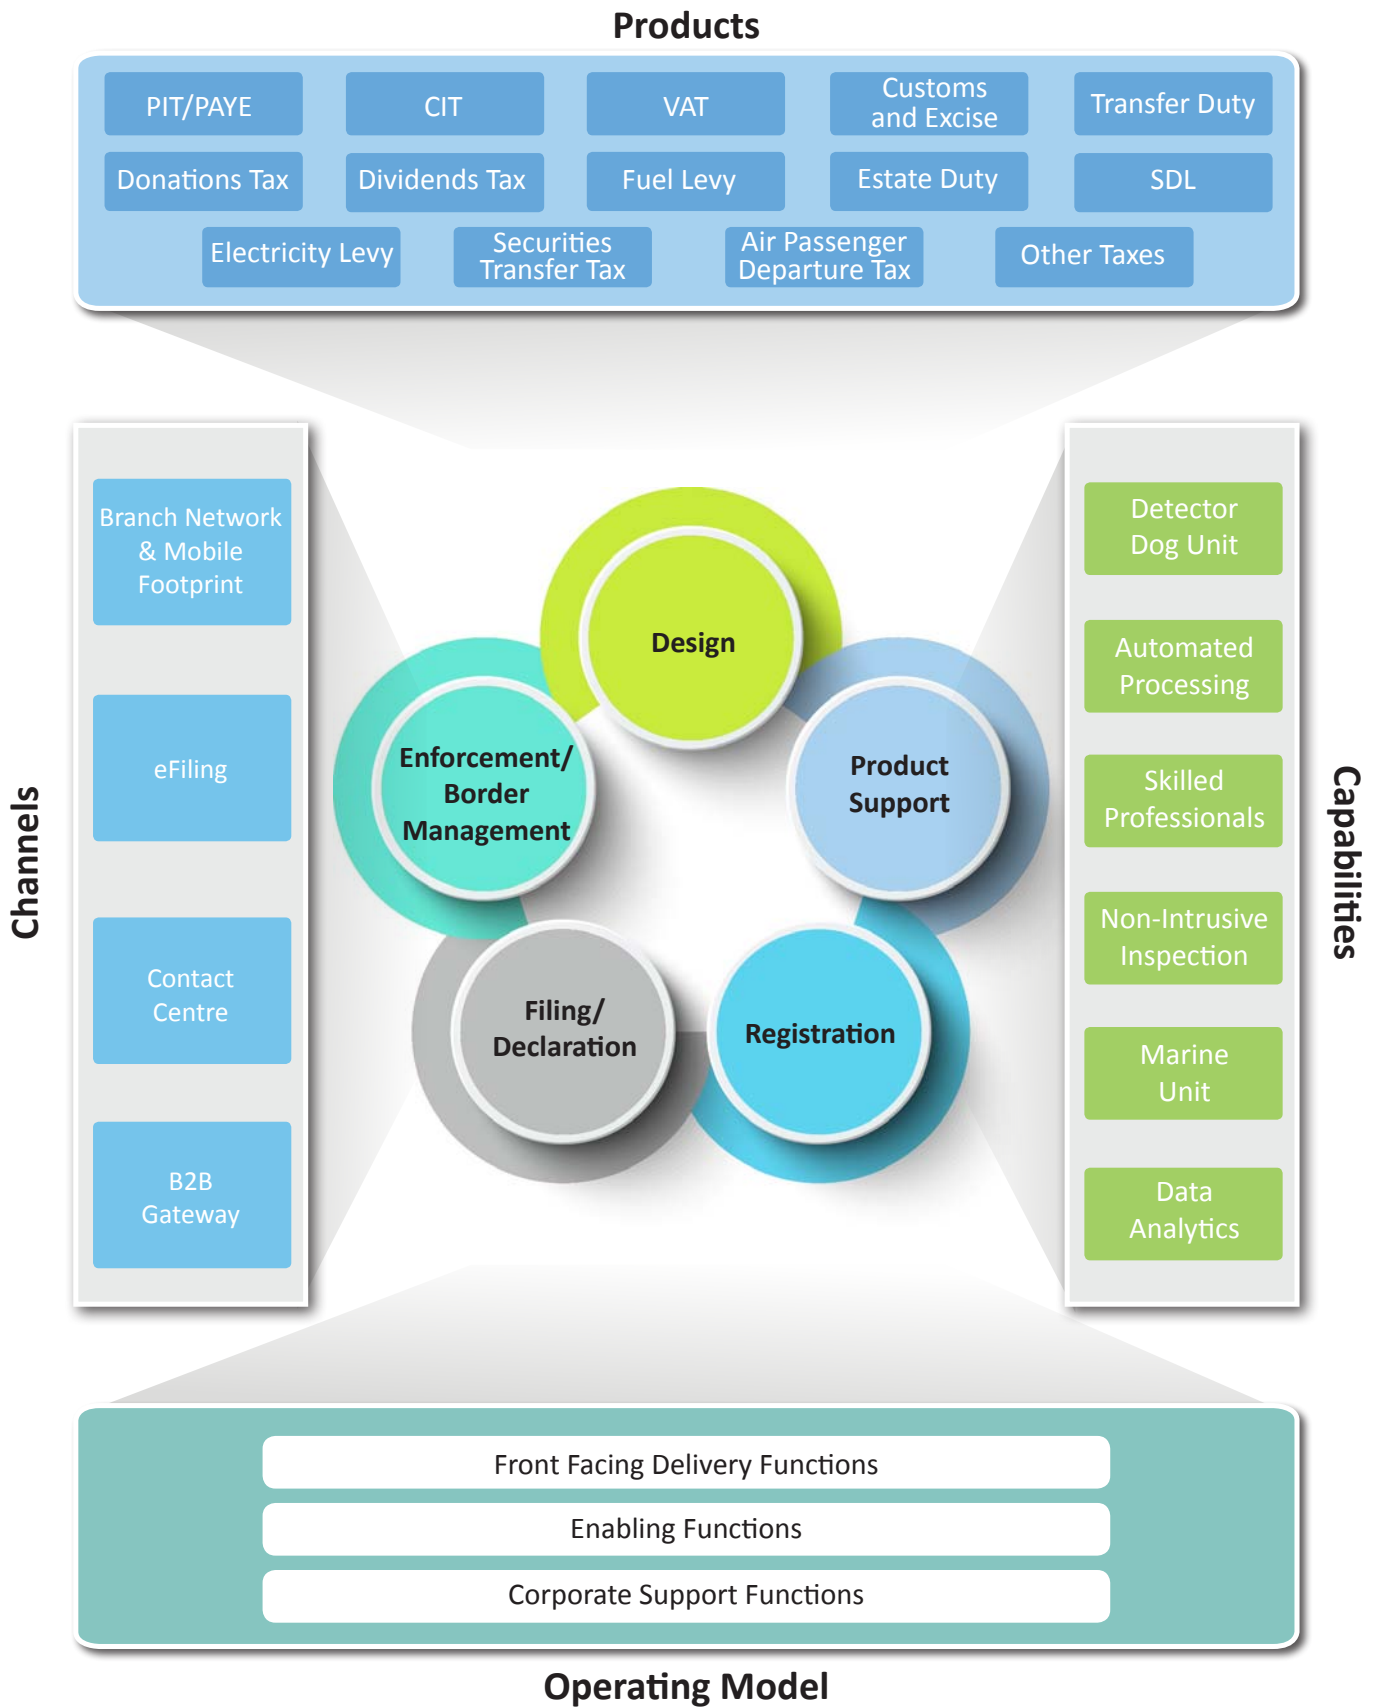 Products
PIT/PAYE
CIT
VAT
Customs
and Excise
Transfer Duty
Donations Tax
Dividends Tax
Fuel Levy
Estate Duty
SDL
Electricity Levy
Securities
Transfer Tax
Air Passenger
Departure Tax
Other Taxes
Channels
Branch Network
& Mobile
Footprint
eFiling
Contact
Centre
B2B
Gateway
Design
Product
Support
Registration
Filing/
Declaration
Enforcement/
Border
Management
Capabilities
Detector
Dog Unit
Automated
Processing
Skilled
Professionals
Non-Intrusive
Inspection
Marine
Unit
Data
Analytics
Front Facing Delivery Functions
Enabling Functions
Corporate Support Functions
Operating Model